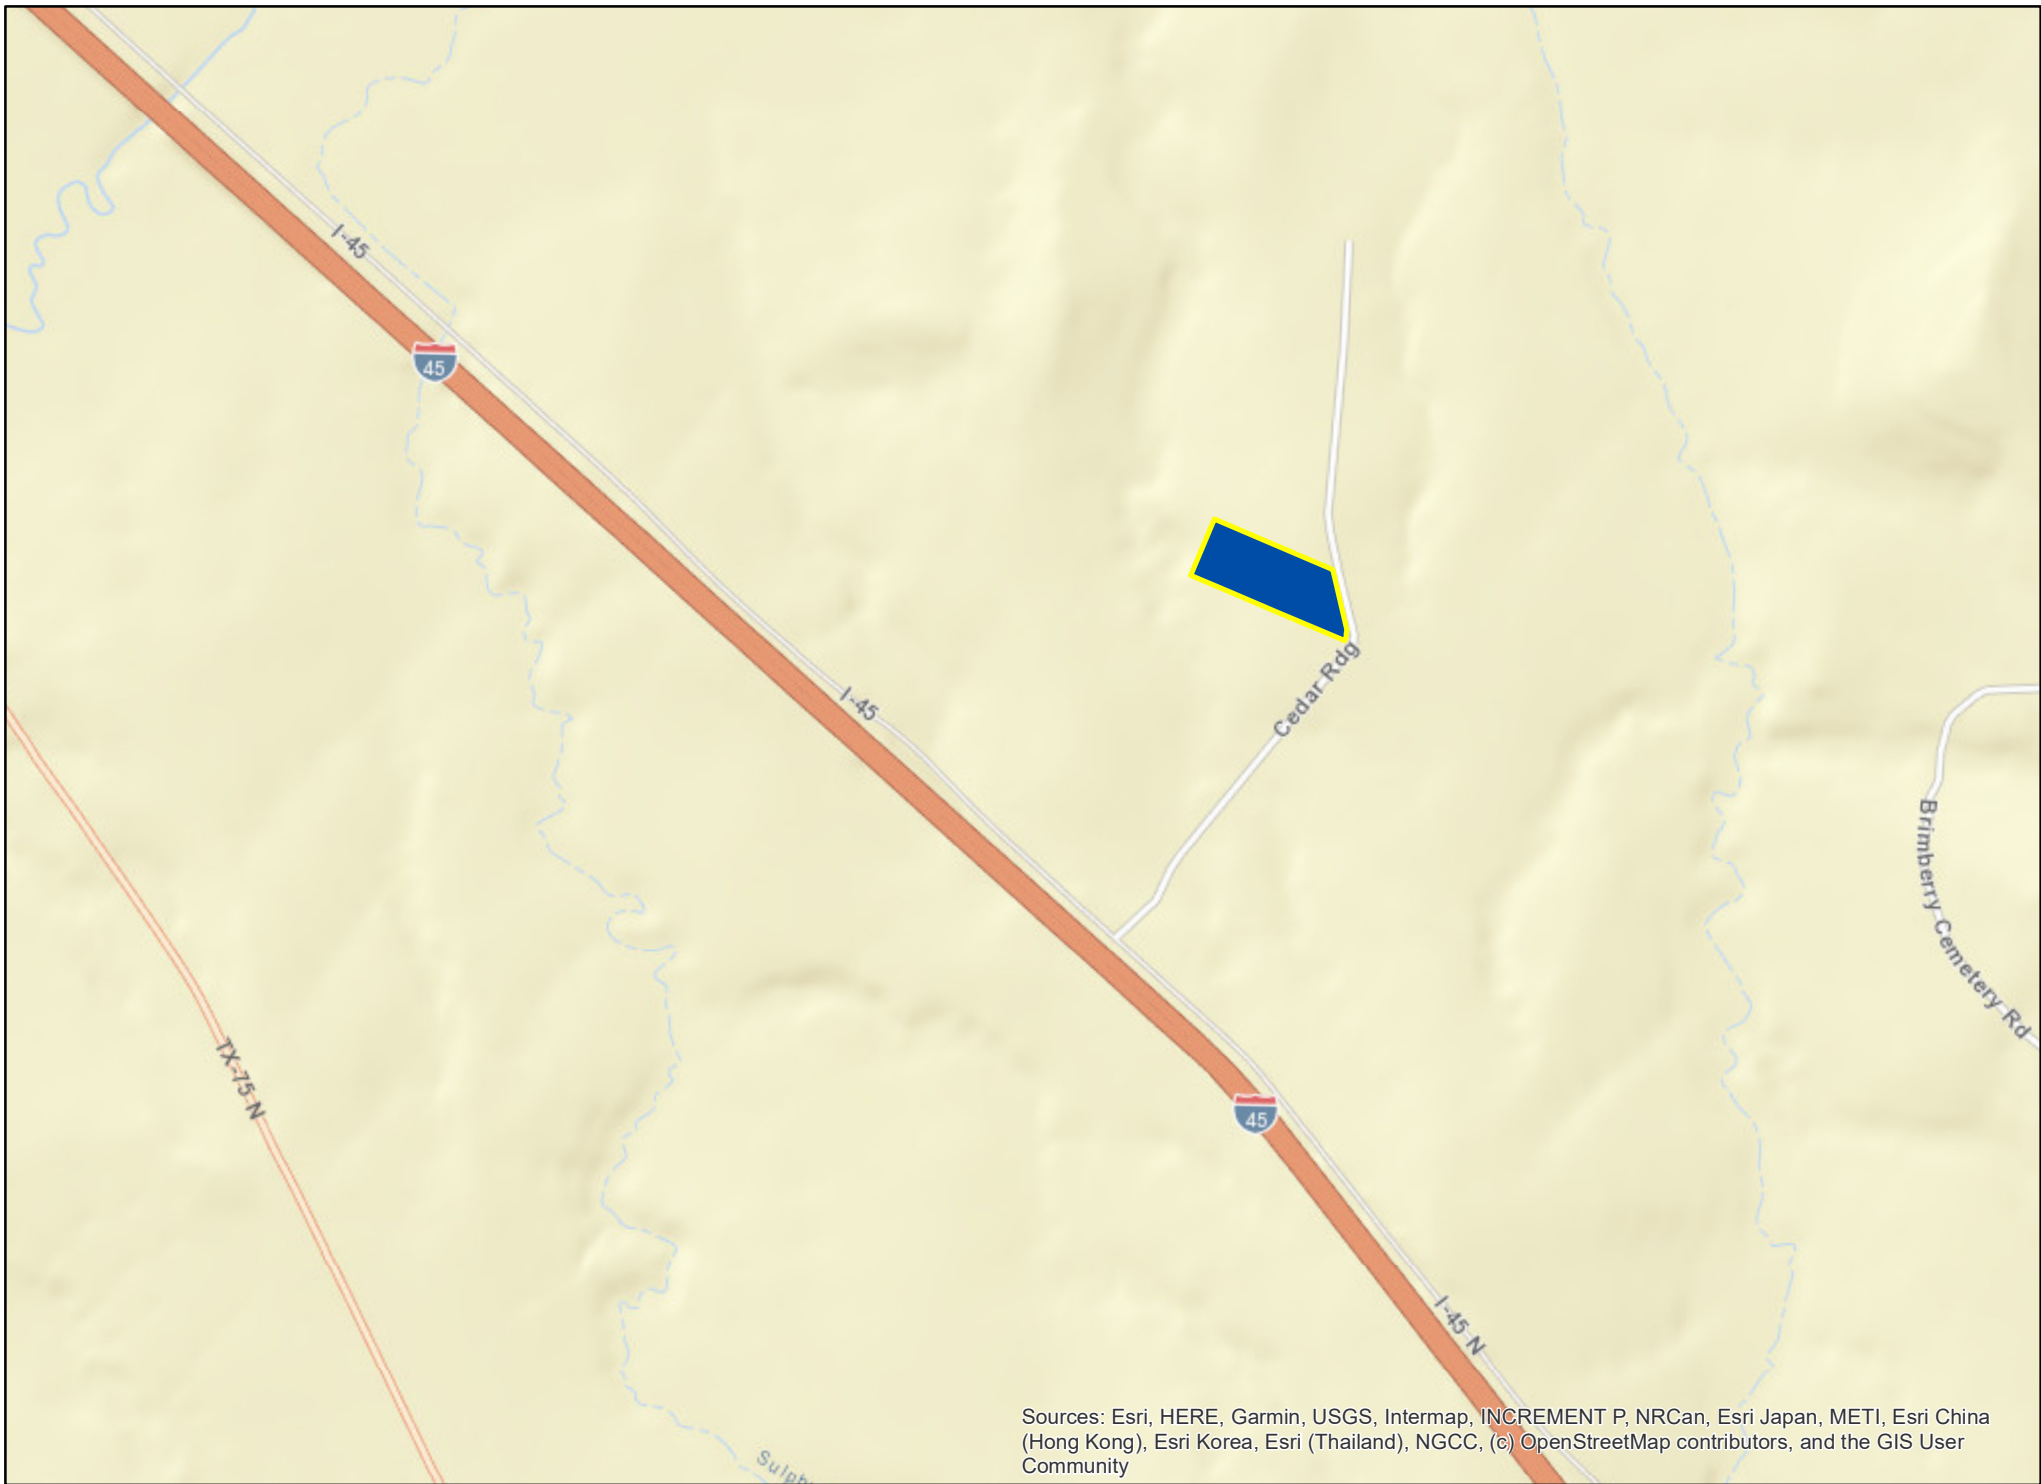 I-45
45
I-45
Cedar Rdg
Brimberry Cemetery Rd
TX-75 N
45
I-45 N
Sources: Esri, HERE, Garmin, USGS, Intermap, INCREMENT P, NRCan, Esri Japan, METI, Esri China
(Hong Kong), Esri Korea, Esri (Thailand), NGCC, (c) OpenStreetMap contributors, and the GIS User
Community